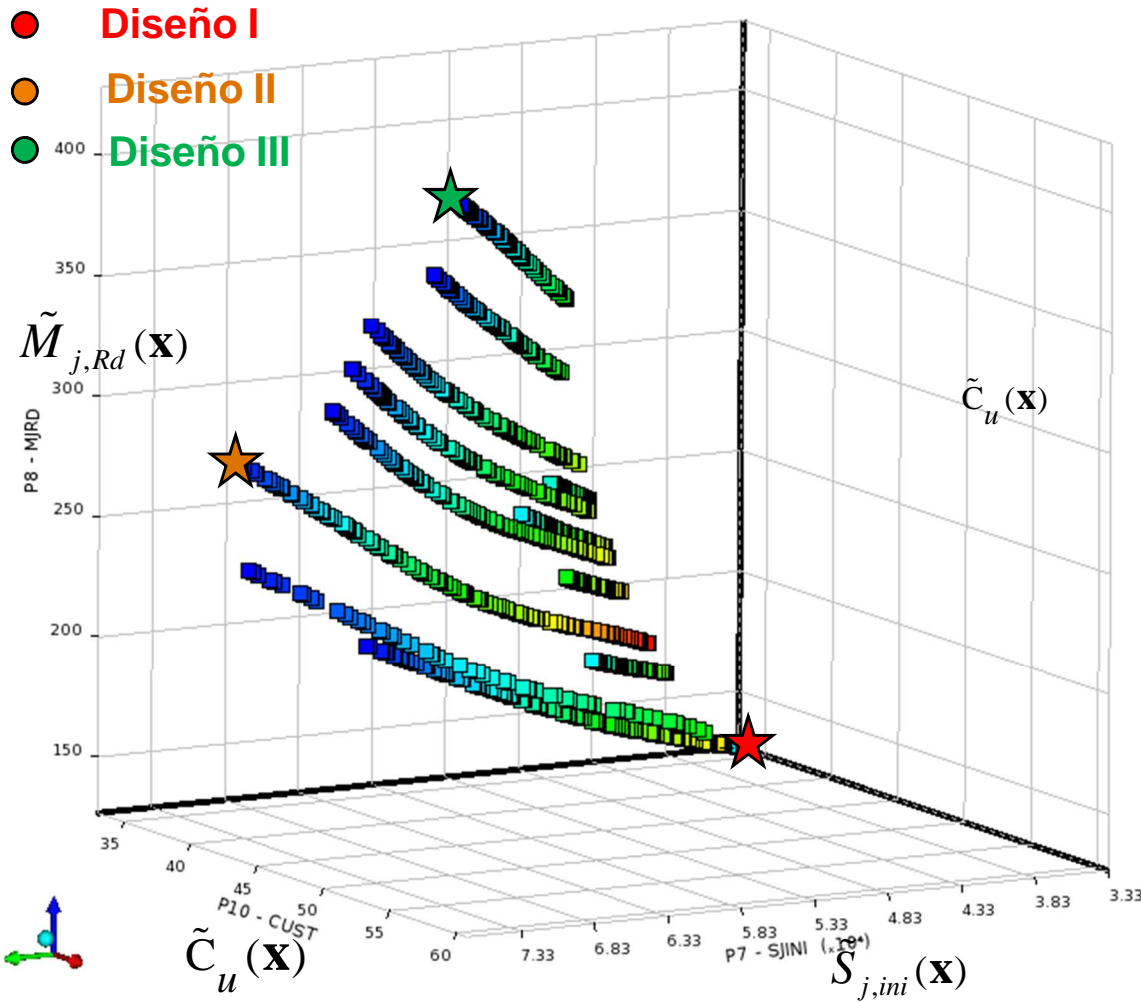 Diseño I
Diseño II
Diseño III
400
350
M̃ j,Rd (x)
300
C̃ u (x)
P8 - MJRD
250
200
150
35
40
45
50
55
60
P10 - CUST
C̃ u (x)
7.33
6.83
6.33
5.83
5.33
4.83
4.33
3.83
3.33
P7 - SJINI (x10⁴)
S̃ j,ini (x)